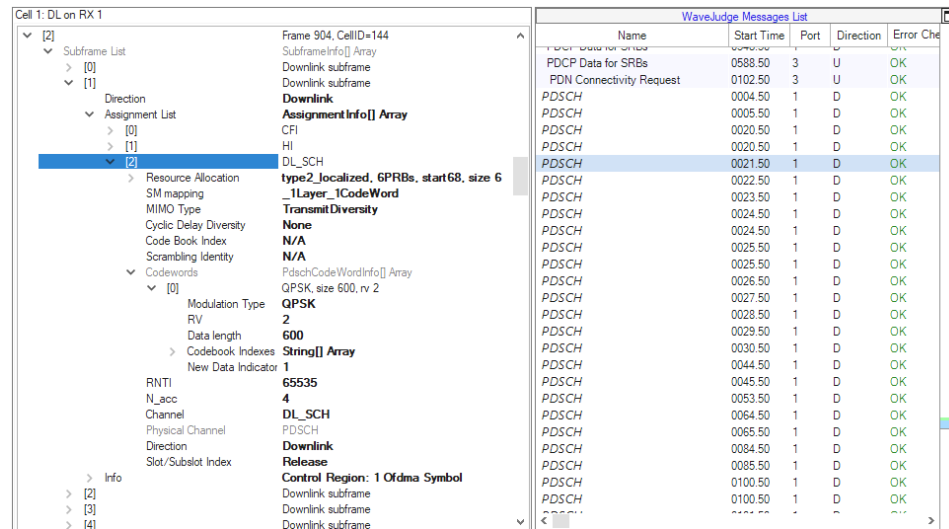 Cell 1: DL on RX 1
[2] Frame 904, CellID=144
Subframe List SubframeInfo[] Array
[0] Downlink subframe
[1] Downlink subframe
Direction Downlink
Assignment List AssignmentInfo[] Array
[0] CFI
[1] HI
[2] DL_SCH
Resource Allocation type2_localized, 6PRBs, start68, size 6
SM mapping _1Layer_1CodeWord
MIMO Type TransmitDiversity
Cyclic Delay Diversity None
Code Book Index N/A
Scrambling Identity N/A
Codewords PdschCodeWordInfo[] Array
[0] QPSK, size 600, rv 2
Modulation Type QPSK
RV 2
Data length 600
Codebook Indexes String[] Array
New Data Indicator 1
RNTI 65535
N_acc 4
Channel DL_SCH
Physical Channel PDSCH
Direction Downlink
Slot/Subslot Index Release
Info Control Region: 1 Ofdma Symbol
[2] Downlink subframe
[3] Downlink subframe
[4] Downlink subframe
WaveJudge Messages List
Name Start Time Port Direction Error Che
PDCP Data for SRBs 0588.50 3 U OK
PDN Connectivity Request 0102.50 3 U OK
PDSCH 0004.50 1 D OK
PDSCH 0005.50 1 D OK
PDSCH 0020.50 1 D OK
PDSCH 0020.50 1 D OK
PDSCH 0021.50 1 D OK
PDSCH 0022.50 1 D OK
PDSCH 0023.50 1 D OK
PDSCH 0024.50 1 D OK
PDSCH 0024.50 1 D OK
PDSCH 0025.50 1 D OK
PDSCH 0025.50 1 D OK
PDSCH 0026.50 1 D OK
PDSCH 0027.50 1 D OK
PDSCH 0028.50 1 D OK
PDSCH 0029.50 1 D OK
PDSCH 0030.50 1 D OK
PDSCH 0044.50 1 D OK
PDSCH 0045.50 1 D OK
PDSCH 0053.50 1 D OK
PDSCH 0064.50 1 D OK
PDSCH 0065.50 1 D OK
PDSCH 0084.50 1 D OK
PDSCH 0085.50 1 D OK
PDSCH 0100.50 1 D OK
PDSCH 0100.50 1 D OK